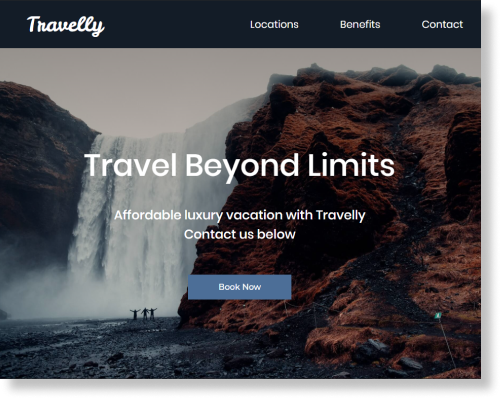 Travelly
Locations
Benefits
Contact
Travel Beyond Limits
Affordable luxury vacation with Travelly
Contact us below
Book Now